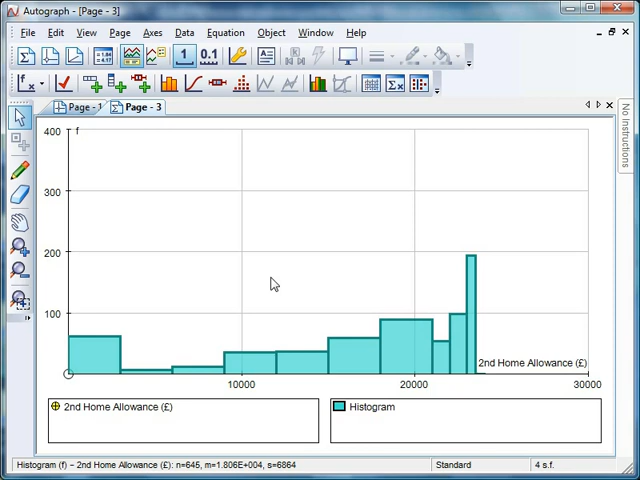 Autograph - [Page - 3]
File Edit View Page Axes Data Equation Object Window Help
1 0.1
Page - 1 Page - 3
No Instructions
400 f
300
200
100
2nd Home Allowance (£)
10000 20000 30000
2nd Home Allowance (£) Histogram
Histogram (f) – 2nd Home Allowance (£): n=645, m=1.806E+004, s=6864 Standard 4 s.f.